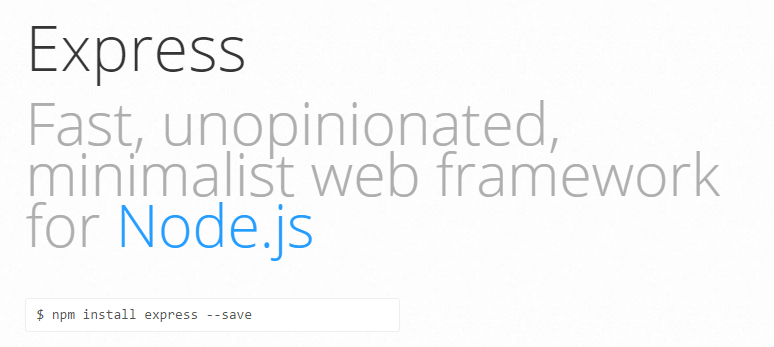 Express
Fast, unopinionated,
minimalist web framework
for Node.js
$ npm install express --save